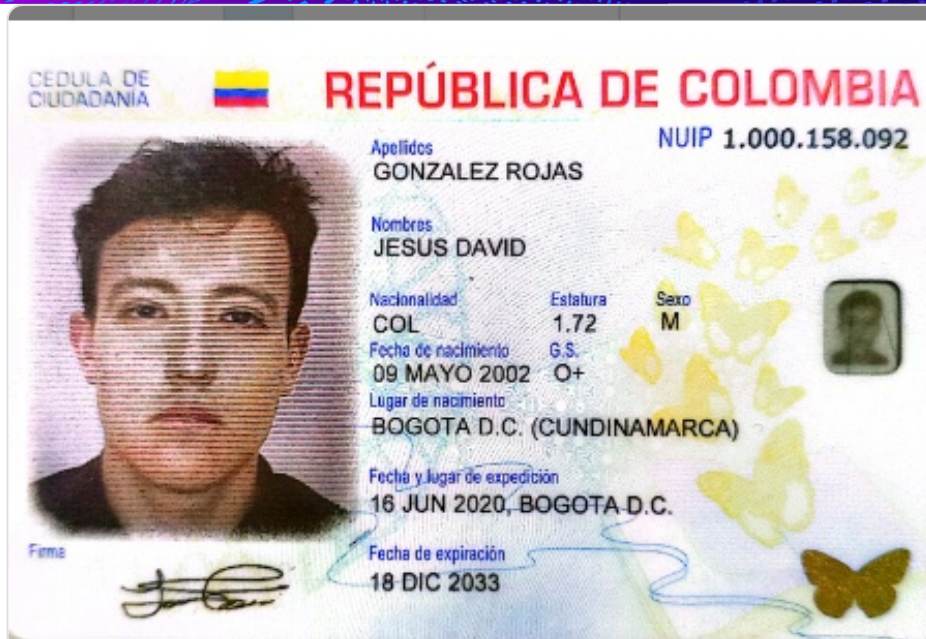 CEDULA DE
CIUDADANÍA
REPÚBLICA DE COLOMBIA
NUIP 1.000.158.092
Apellidos
GONZALEZ ROJAS
Nombres
JESUS DAVID
Nacionalidad Estatura Sexo
COL 1.72 M
Fecha de nacimiento G.S.
09 MAYO 2002 O+
Lugar de nacimiento
BOGOTA D.C. (CUNDINAMARCA)
Fecha y lugar de expedición
16 JUN 2020, BOGOTA D.C.
Firma
Fecha de expiración
18 DIC 2033